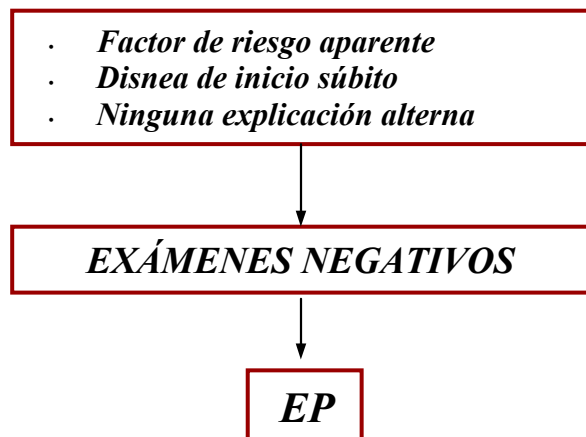 · Factor de riesgo aparente
· Disnea de inicio súbito
· Ninguna explicación alterna
EXÁMENES NEGATIVOS
EP